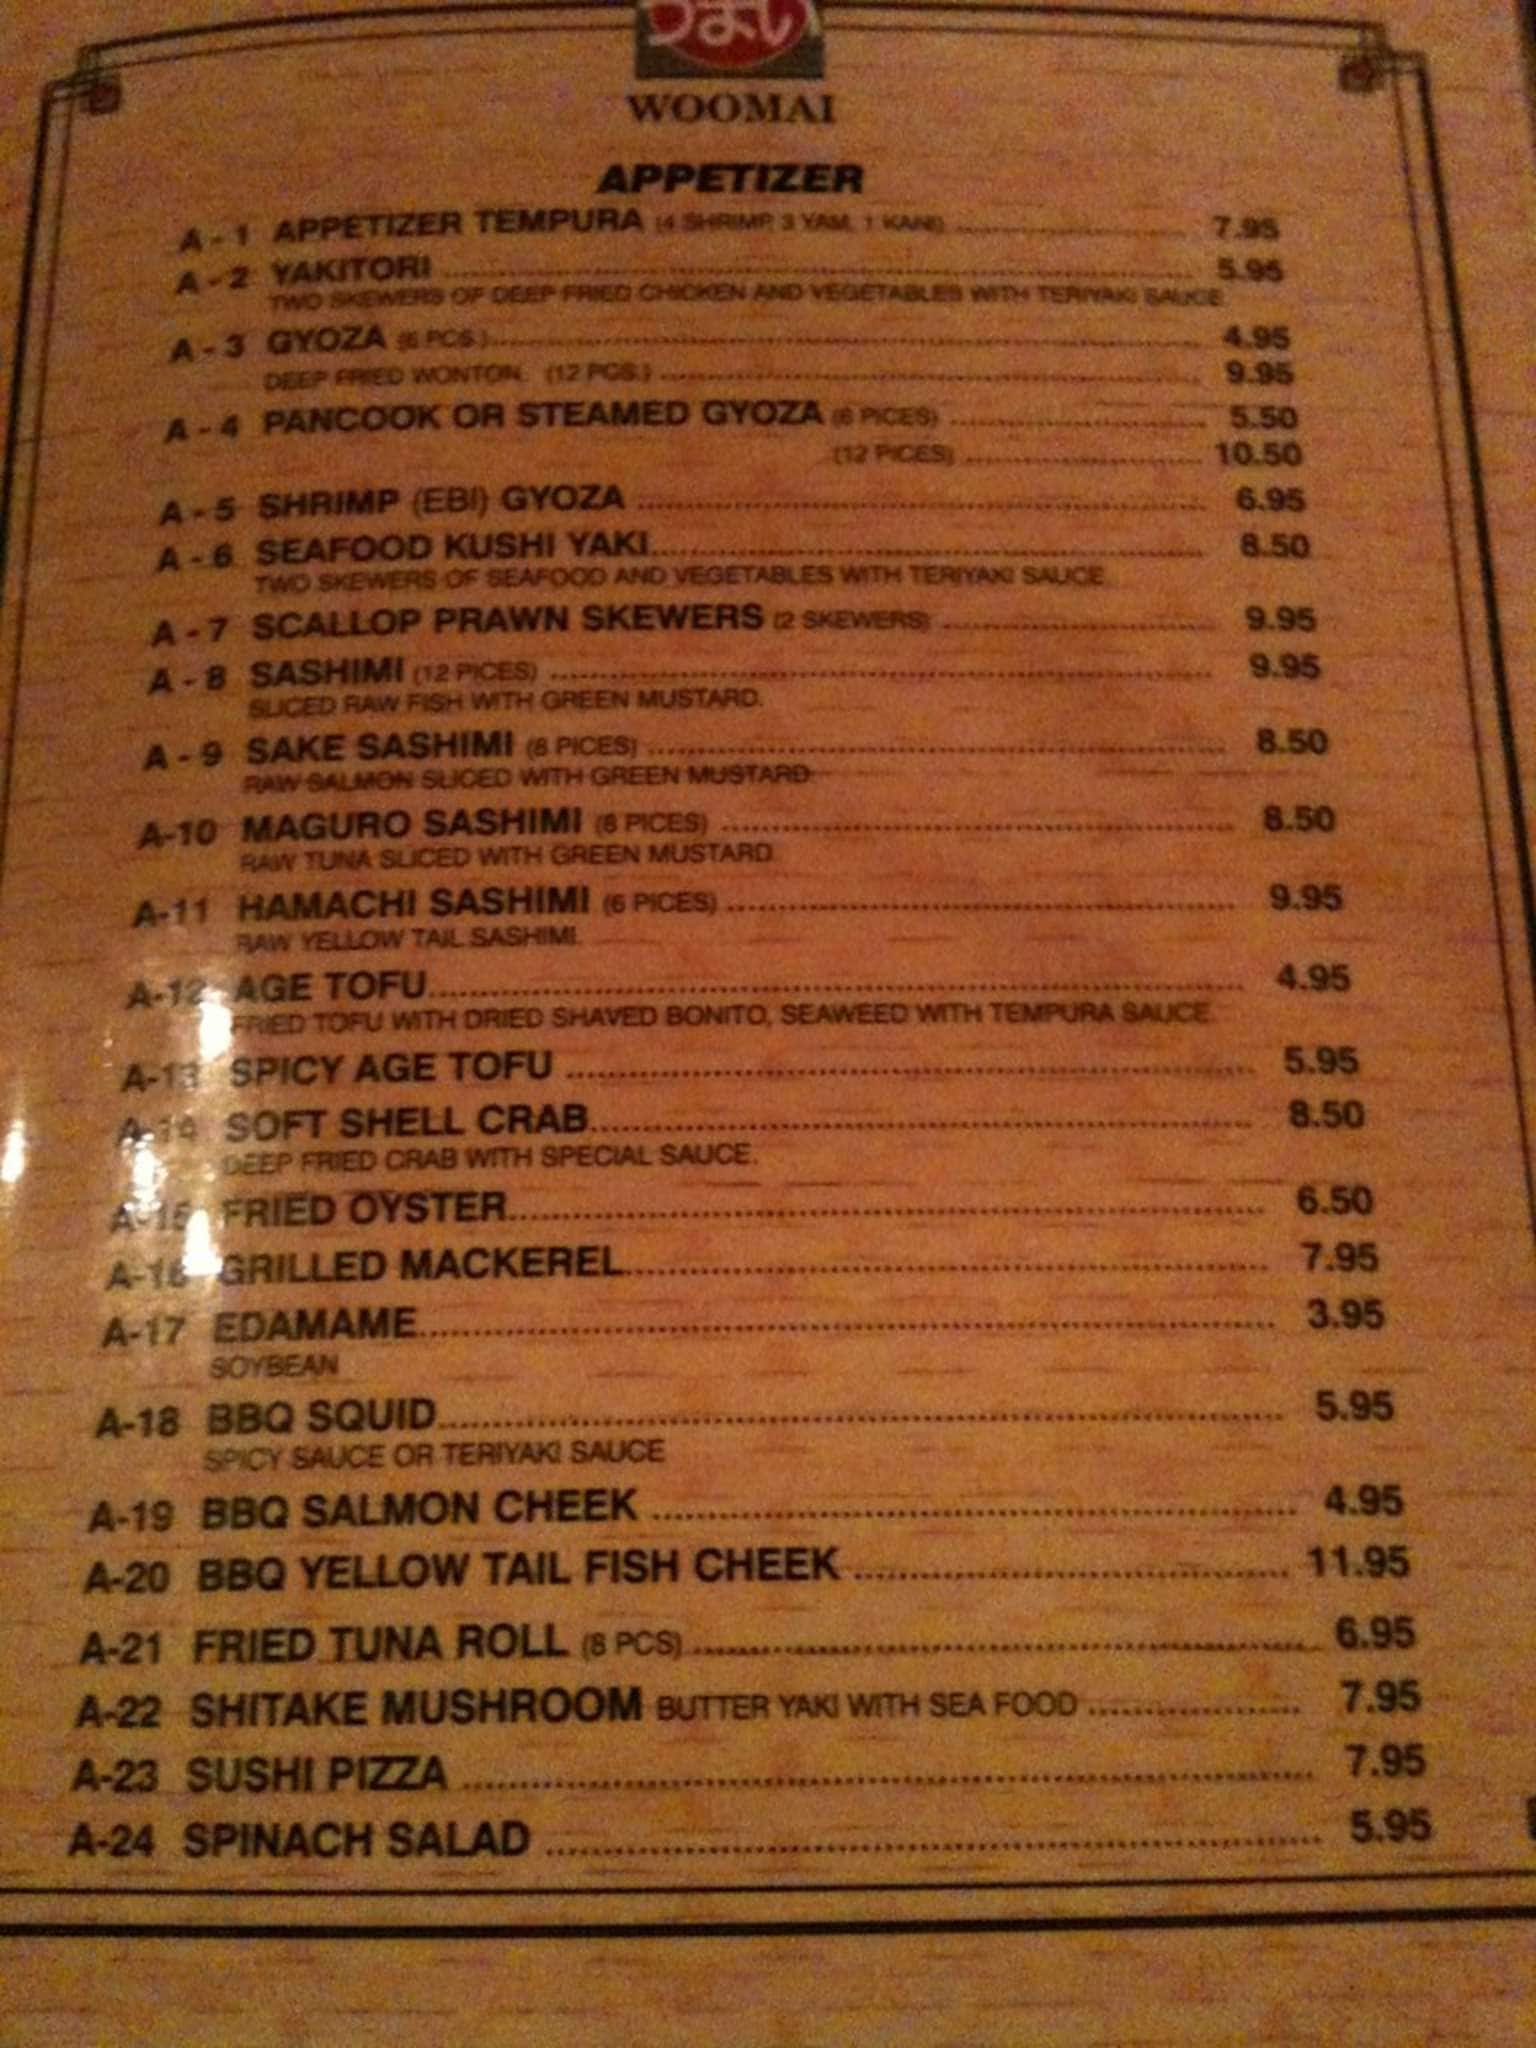 うまい
WOOMAI
APPETIZER
A - 1 APPETIZER TEMPURA (4 SHRIMP, 3 YAM, 1 KANI) 7.95
A - 2 YAKITORI 5.95
TWO SKEWERS OF DEEP FRIED CHICKEN AND VEGETABLES WITH TERIYAKI SAUCE
A - 3 GYOZA (6 PCS.) 4.95
DEEP FRIED WONTON. (12 PCS.) 9.95
A - 4 PANCOOK OR STEAMED GYOZA (6 PICES) 5.50
(12 PICES) 10.50
A - 5 SHRIMP (EBI) GYOZA 6.95
A - 6 SEAFOOD KUSHI YAKI 8.50
TWO SKEWERS OF SEAFOOD AND VEGETABLES WITH TERIYAKI SAUCE.
A - 7 SCALLOP PRAWN SKEWERS (2 SKEWERS) 9.95
A - 8 SASHIMI (12 PICES) 9.95
SLICED RAW FISH WITH GREEN MUSTARD.
A - 9 SAKE SASHIMI (8 PICES) 8.50
RAW SALMON SLICED WITH GREEN MUSTARD
A-10 MAGURO SASHIMI (8 PICES) 8.50
RAW TUNA SLICED WITH GREEN MUSTARD
A-11 HAMACHI SASHIMI (6 PICES) 9.95
RAW YELLOW TAIL SASHIMI.
A-12 AGE TOFU 4.95
FRIED TOFU WITH DRIED SHAVED BONITO, SEAWEED WITH TEMPURA SAUCE.
A-13 SPICY AGE TOFU 5.95
A-14 SOFT SHELL CRAB 8.50
DEEP FRIED CRAB WITH SPECIAL SAUCE.
A-15 FRIED OYSTER 6.50
A-16 GRILLED MACKEREL 7.95
A-17 EDAMAME 3.95
SOYBEAN
A-18 BBQ SQUID 5.95
SPICY SAUCE OR TERIYAKI SAUCE
A-19 BBQ SALMON CHEEK 4.95
A-20 BBQ YELLOW TAIL FISH CHEEK 11.95
A-21 FRIED TUNA ROLL (8 PCS) 6.95
A-22 SHITAKE MUSHROOM BUTTER YAKI WITH SEA FOOD 7.95
A-23 SUSHI PIZZA 7.95
A-24 SPINACH SALAD 5.95